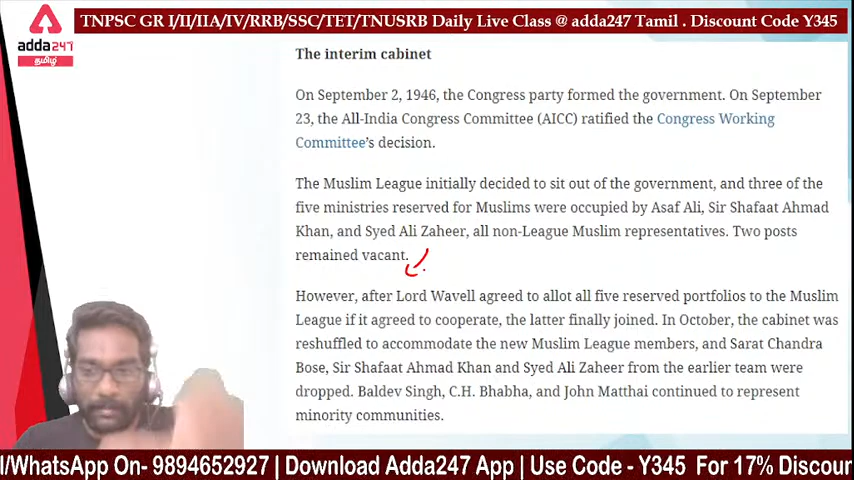 TNPSC GR I/II/IIA/IV/RRB/SSC/TET/TNUSRB Daily Live Class @ adda247 Tamil . Discount Code Y345
adda247
தமிழ்
The interim cabinet
On September 2, 1946, the Congress party formed the government. On September
23, the All-India Congress Committee (AICC) ratified the Congress Working
Committee's decision.
The Muslim League initially decided to sit out of the government, and three of the
five ministries reserved for Muslims were occupied by Asaf Ali, Sir Shafaat Ahmad
Khan, and Syed Ali Zaheer, all non-League Muslim representatives. Two posts
remained vacant.
However, after Lord Wavell agreed to allot all five reserved portfolios to the Muslim
League if it agreed to cooperate, the latter finally joined. In October, the cabinet was
reshuffled to accommodate the new Muslim League members, and Sarat Chandra
Bose, Sir Shafaat Ahmad Khan and Syed Ali Zaheer from the earlier team were
dropped. Baldev Singh, C.H. Bhabha, and John Matthai continued to represent
minority communities.
l/WhatsApp On- 9894652927 | Download Adda247 App | Use Code - Y345 For 17% Discour